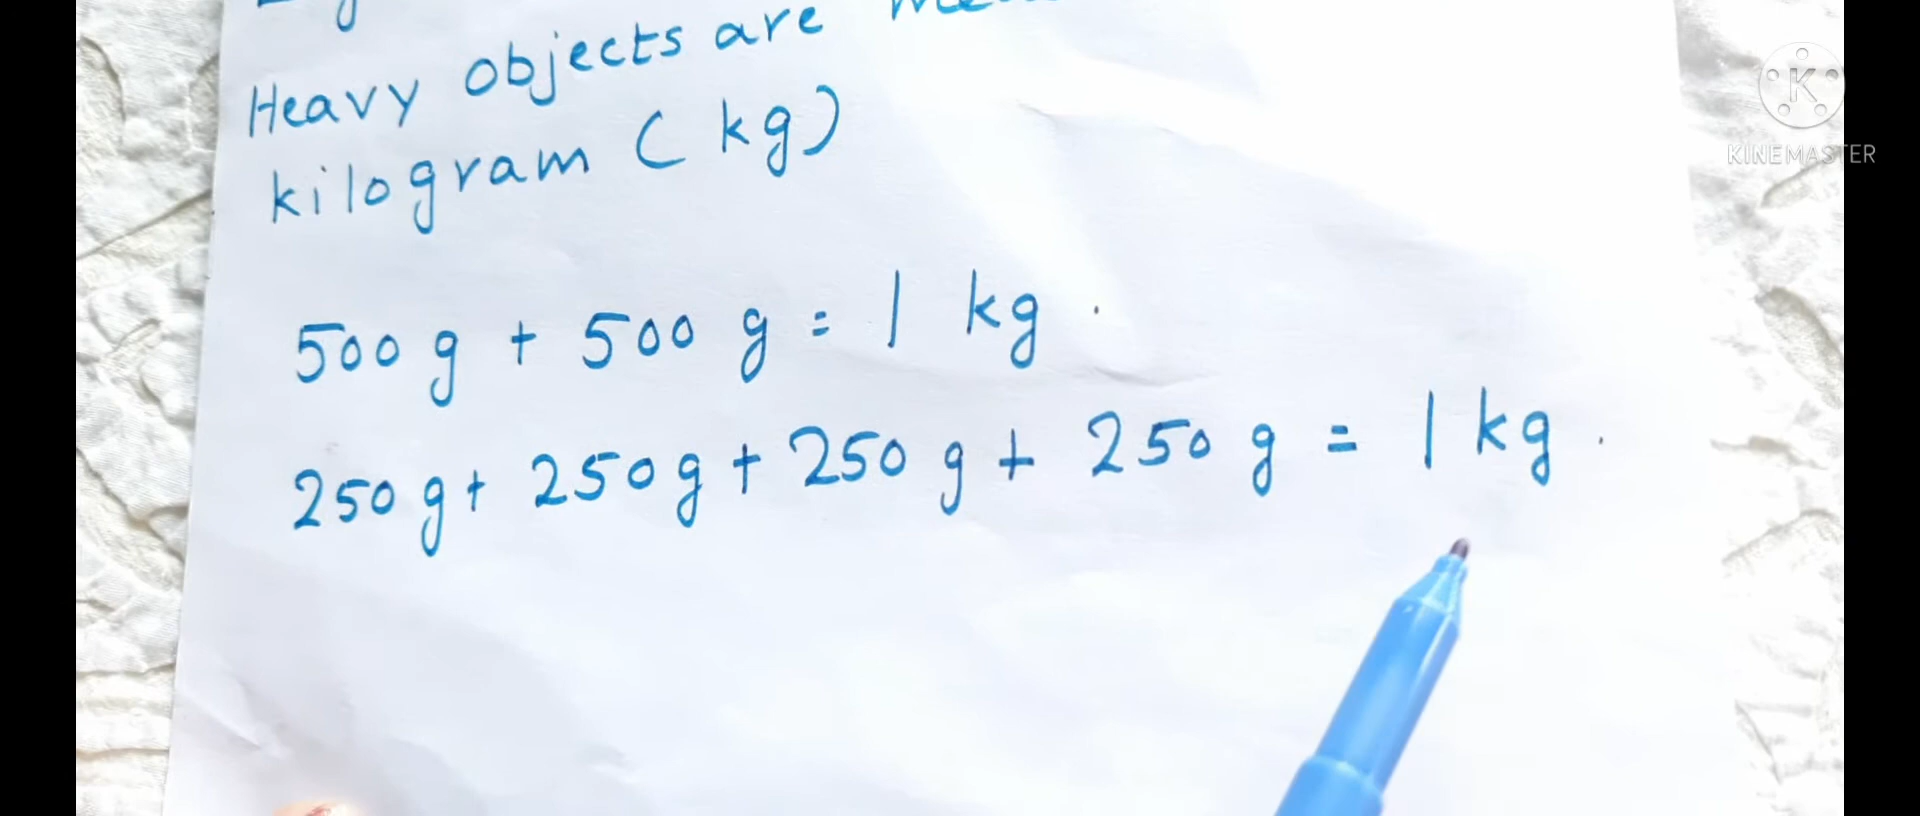 Heavy objects are
kilogram (kg)
500 g + 500 g = 1 kg.
250 g + 250 g + 250 g + 250 g = 1 kg.
K
KINEMASTER